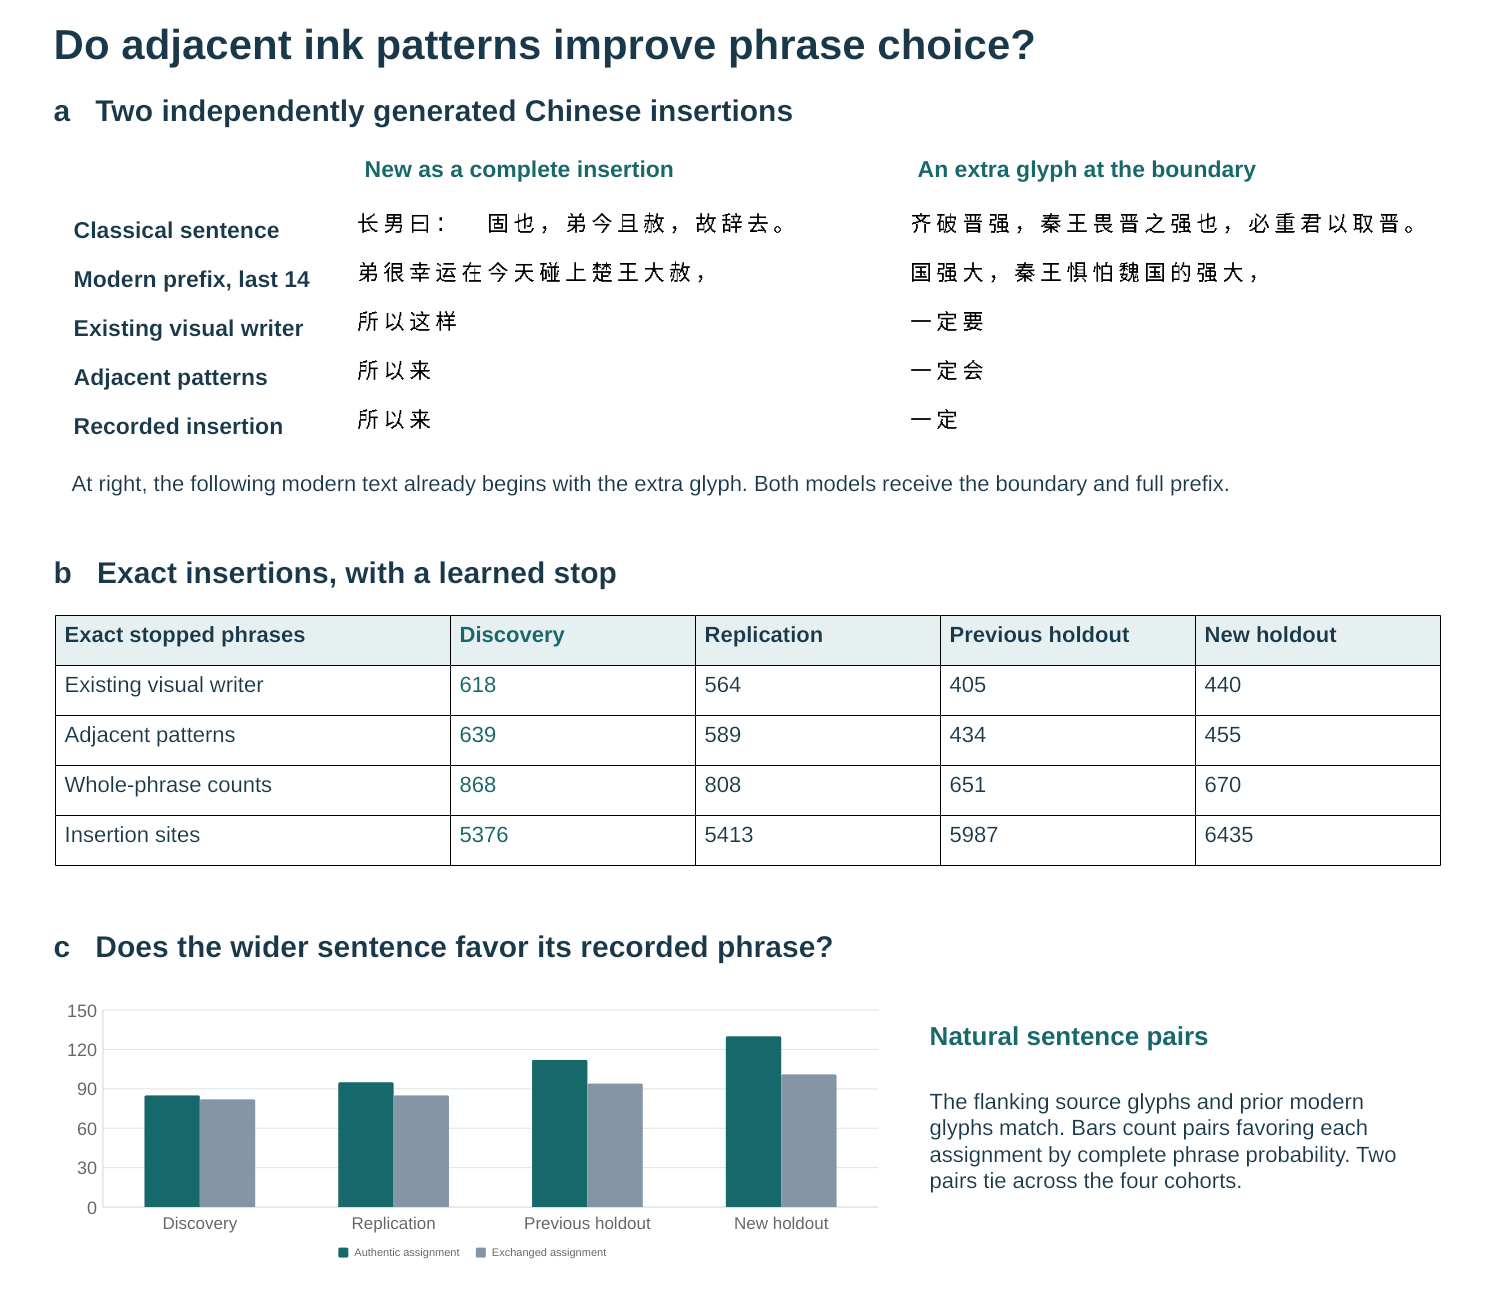 Do adjacent ink patterns improve phrase choice?
a Two independently generated Chinese insertions
New as a complete insertion An extra glyph at the boundary
Classical sentence 长男曰： 固也，弟今且赦，故辞去。 齐破晋强，秦王畏晋之强也，必重君以取晋。
Modern prefix, last 14 弟很幸运在今天碰上楚王大赦， 国强大，秦王惧怕魏国的强大，
Existing visual writer 所以这样 一定要
Adjacent patterns 所以来 一定会
Recorded insertion 所以来 一定
At right, the following modern text already begins with the extra glyph. Both models receive the boundary and full prefix.
b Exact insertions, with a learned stop
Exact stopped phrases Discovery Replication Previous holdout New holdout
Existing visual writer 618 564 405 440
Adjacent patterns 639 589 434 455
Whole-phrase counts 868 808 651 670
Insertion sites 5376 5413 5987 6435
c Does the wider sentence favor its recorded phrase?
150
120
90
60
30
0
Discovery Replication Previous holdout New holdout
Authentic assignment Exchanged assignment
Natural sentence pairs
The flanking source glyphs and prior modern
glyphs match. Bars count pairs favoring each
assignment by complete phrase probability. Two
pairs tie across the four cohorts.